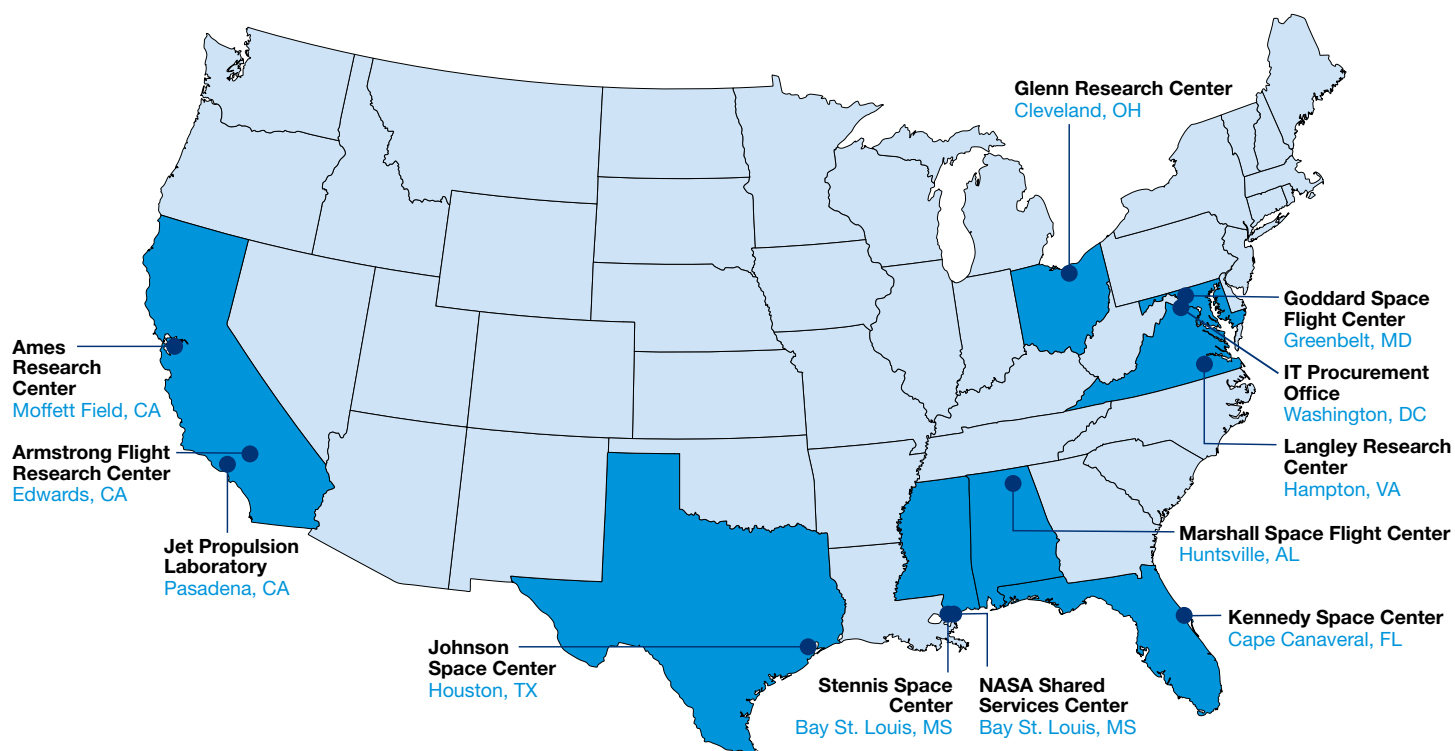 Glenn Research Center
Cleveland, OH
Goddard Space
Flight Center
Greenbelt, MD
Ames
Research
Center
Moffett Field, CA
IT Procurement
Office
Washington, DC
Armstrong Flight
Research Center
Edwards, CA
Langley Research
Center
Hampton, VA
Jet Propulsion
Laboratory
Pasadena, CA
Marshall Space Flight Center
Huntsville, AL
Kennedy Space Center
Cape Canaveral, FL
Johnson
Space Center
Houston, TX
Stennis Space
Center
Bay St. Louis, MS
NASA Shared
Services Center
Bay St. Louis, MS